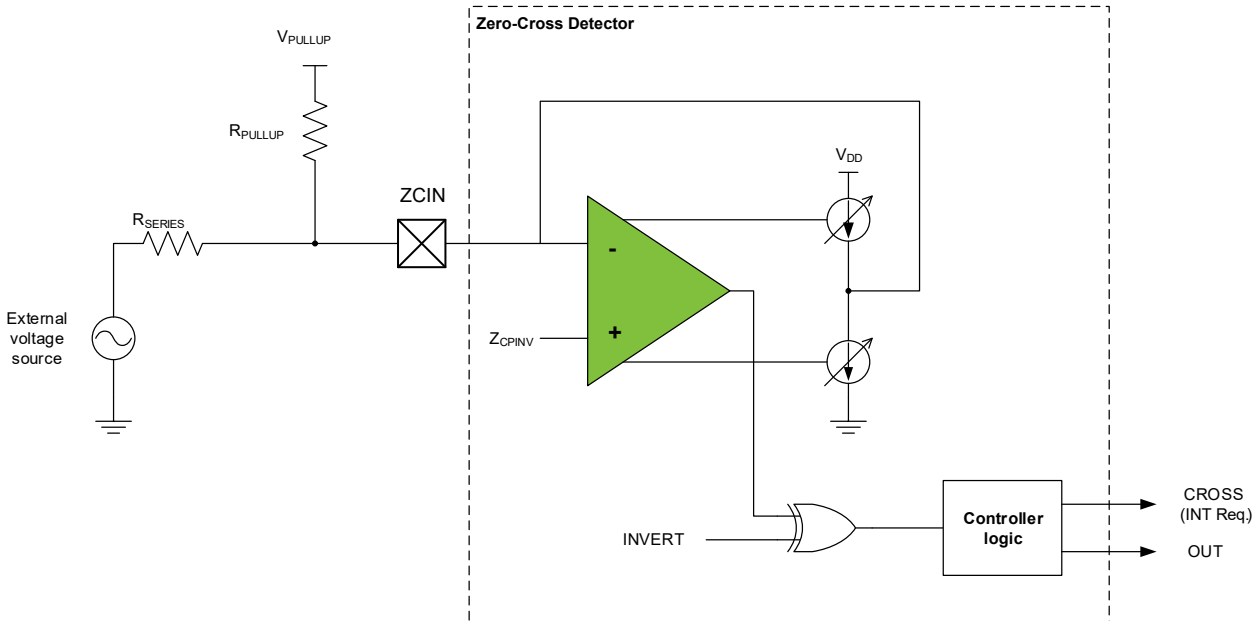 Zero-Cross Detector
VPULLUP
RPULLUP
ZCIN
RSERIES
External
voltage
source
VDD
-
+
ZCPINV
INVERT
Controller
logic
CROSS
(INT Req.)
OUT